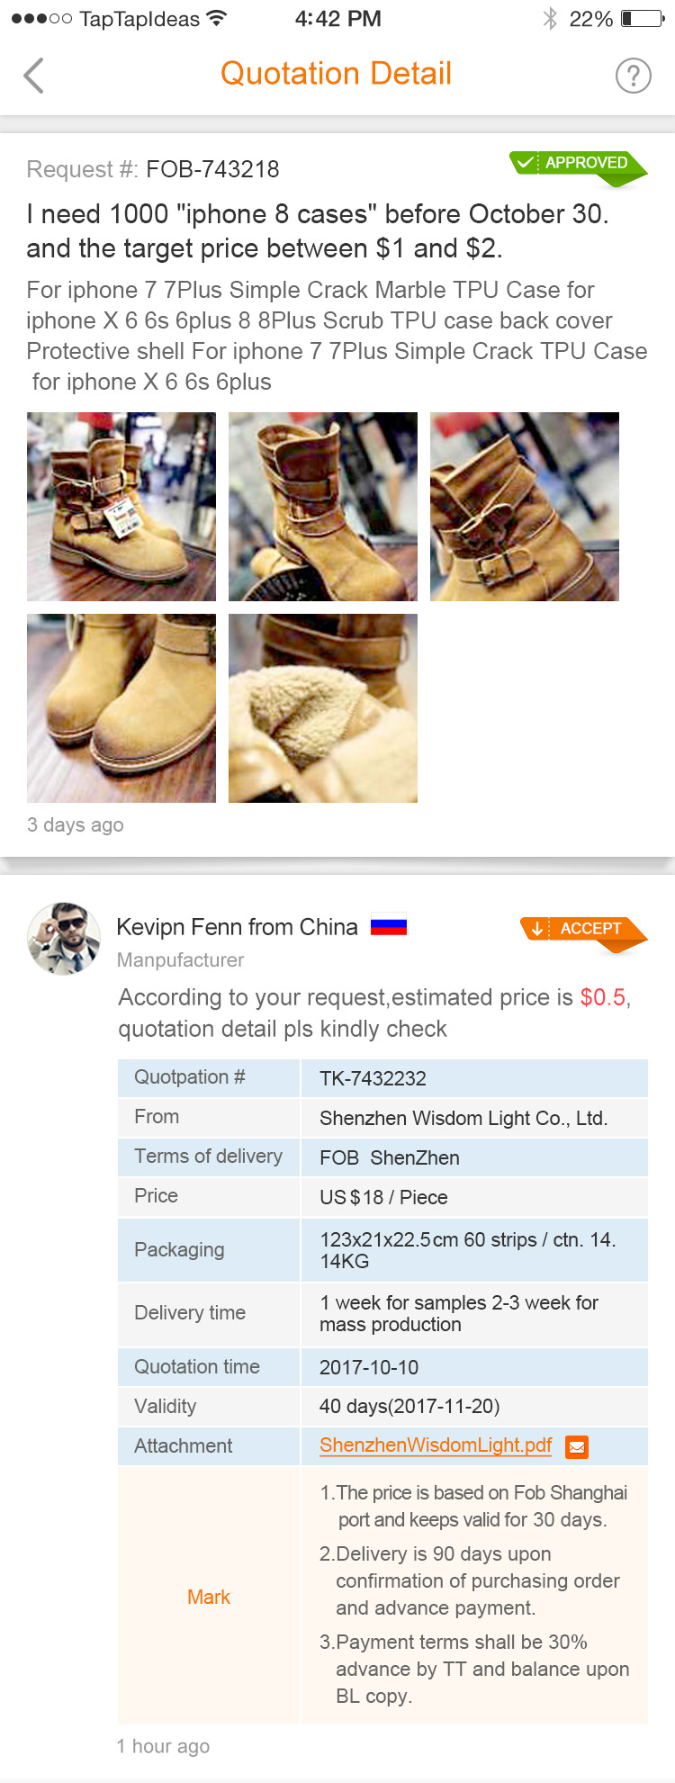 TapTapIdeas 4:42 PM 22%
Quotation Detail ?
Request #: FOB-743218 APPROVED
I need 1000 "iphone 8 cases" before October 30.
and the target price between $1 and $2.
For iphone 7 7Plus Simple Crack Marble TPU Case for
iphone X 6 6s 6plus 8 8Plus Scrub TPU case back cover
Protective shell For iphone 7 7Plus Simple Crack TPU Case
for iphone X 6 6s 6plus
3 days ago
Kevipn Fenn from China ACCEPT
Manpufacturer
According to your request,estimated price is $0.5,
quotation detail pls kindly check
Quotpation # TK-7432232
From Shenzhen Wisdom Light Co., Ltd.
Terms of delivery FOB ShenZhen
Price US$18 / Piece
Packaging 123x21x22.5cm 60 strips / ctn. 14.
14KG
Delivery time 1 week for samples 2-3 week for
mass production
Quotation time 2017-10-10
Validity 40 days(2017-11-20)
Attachment ShenzhenWisdomLight.pdf
Mark
1.The price is based on Fob Shanghai
port and keeps valid for 30 days.
2.Delivery is 90 days upon
confirmation of purchasing order
and advance payment.
3.Payment terms shall be 30%
advance by TT and balance upon
BL copy.
1 hour ago